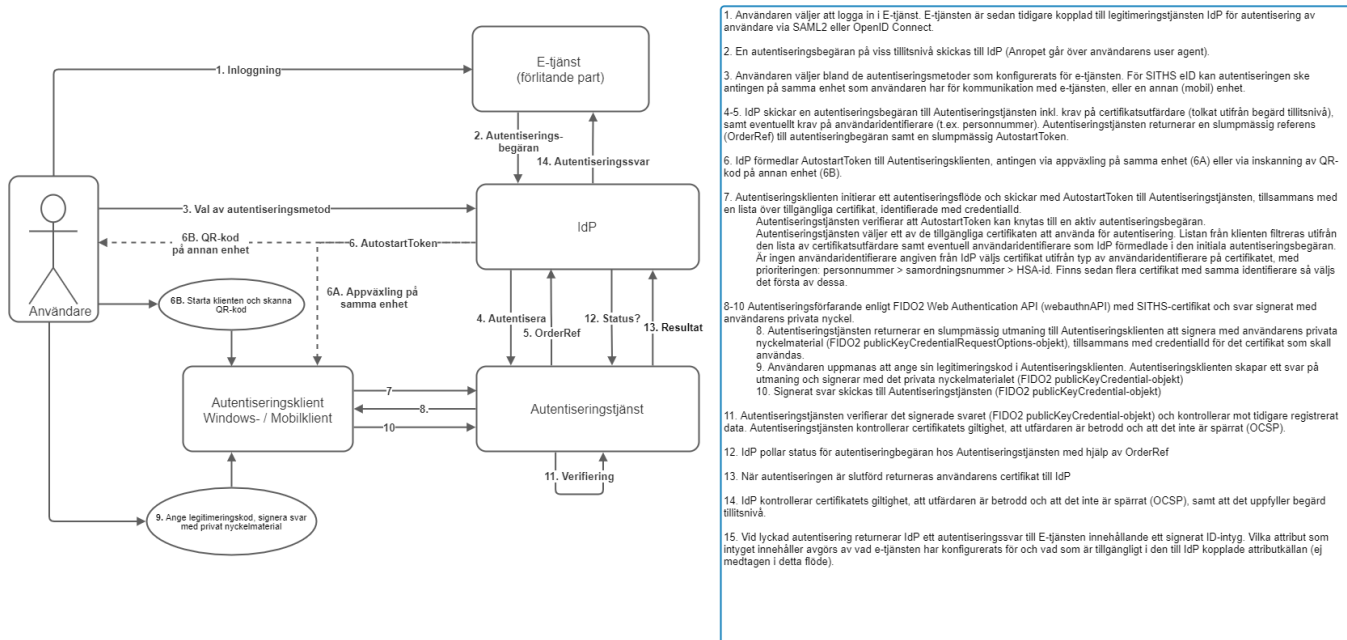 E-tjänst
(förlitande part)
1. Inloggning
2. Autentiserings-
begäran
14. Autentiseringssvar
3. Val av autentiseringsmetod
IdP
6B. QR-kod
på annan enhet
6. AutostartToken
Användare
6B. Starta klienten och skanna
QR-kod
6A. Appväxling på
samma enhet
4. Autentisera
5. OrderRef
12. Status?
13. Resultat
Autentiseringsklient
Windows- / Mobilklient
7
8.
10
Autentiseringstjänst
11. Verifiering
9. Ange legitimeringskod, signera svar
med privat nyckelmaterial
1. Användaren väljer att logga in i E-tjänst. E-tjänsten är sedan tidigare kopplad till legitimeringstjänsten IdP för autentisering av
användare via SAML2 eller OpenID Connect.
2. En autentiseringsbegäran på viss tillitsnivå skickas till IdP (Anropet går över användarens user agent).
3. Användaren väljer bland de autentiseringsmetoder som konfigurerats för e-tjänsten. För SITHS eID kan autentiseringen ske
antingen på samma enhet som användaren har för kommunikation med e-tjänsten, eller en annan (mobil) enhet.
4-5. IdP skickar en autentiseringsbegäran till Autentiseringstjänsten inkl. krav på certifikatsutfärdare (tolkat utifrån begärd tillitsnivå),
samt eventuellt krav på användaridentifierare (t.ex. personnummer). Autentiseringstjänsten returnerar en slumpmässig referens
(OrderRef) till autentiseringbegäran samt en slumpmässig AutostartToken.
6. IdP förmedlar AutostartToken till Autentiseringsklienten, antingen via appväxling på samma enhet (6A) eller via inskanning av QR-
kod på annan enhet (6B).
7. Autentiseringsklienten initierar ett autentiseringsflöde och skickar med AutostartToken till Autentiseringstjänsten, tillsammans med
en lista över tillgängliga certifikat, identifierade med credentialId.
Autentiseringstjänsten verifierar att AutostartToken kan knytas till en aktiv autentiseringsbegäran.
Autentiseringstjänsten väljer ett av de tillgängliga certifikaten att använda för autentisering. Listan från klienten filtreras utifrån
den lista av certifikatsutfärdare samt eventuell användaridentifierare som IdP förmedlade i den initiala autentiseringsbegäran.
Är ingen användaridentifierare angiven från IdP väljs certifikat utifrån typ av användaridentifierare på certifikatet, med
prioriteringen: personnummer > samordningsnummer > HSA-id. Finns sedan flera certifikat med samma identifierare så väljs
det första av dessa.
8-10 Autentiseringsförfarande enligt FIDO2 Web Authentication API (webauthnAPI) med SITHS-certifikat och svar signerat med
användarens privata nyckel.
8. Autentiseringstjänsten returnerar en slumpmässig utmaning till Autentiseringsklienten att signera med användarens privata
nyckelmaterial (FIDO2 publicKeyCredentialRequestOptions-objekt), tillsammans med credentialId för det certifikat som skall
användas.
9. Användaren uppmanas att ange sin legitimeringskod i Autentiseringsklienten. Autentiseringsklienten skapar ett svar på
utmaning och signerar med det privata nyckelmaterialet (FIDO2 publicKeyCredential-objekt)
10. Signerat svar skickas till Autentiseringstjänsten (FIDO2 publicKeyCredential-objekt)
11. Autentiseringstjänsten verifierar det signerade svaret (FIDO2 publicKeyCredential-objekt) och kontrollerar mot tidigare registrerat
data. Autentiseringstjänsten kontrollerar certifikatets giltighet, att utfärdaren är betrodd och att det inte är spärrat (OCSP).
12. IdP pollar status för autentiseringbegäran hos Autentiseringstjänsten med hjälp av OrderRef
13. När autentiseringen är slutförd returneras användarens certifikat till IdP
14. IdP kontrollerar certifikatets giltighet, att utfärdaren är betrodd och att det inte är spärrat (OCSP), samt att det uppfyller begärd
tillitsnivå.
15. Vid lyckad autentisering returnerar IdP ett autentiseringssvar till E-tjänsten innehållande ett signerat ID-intyg. Vilka attribut som
intyget innehåller avgörs av vad e-tjänsten har konfigurerats för och vad som är tillgängligt i den till IdP kopplade attributkällan (ej
medtagen i detta flöde).